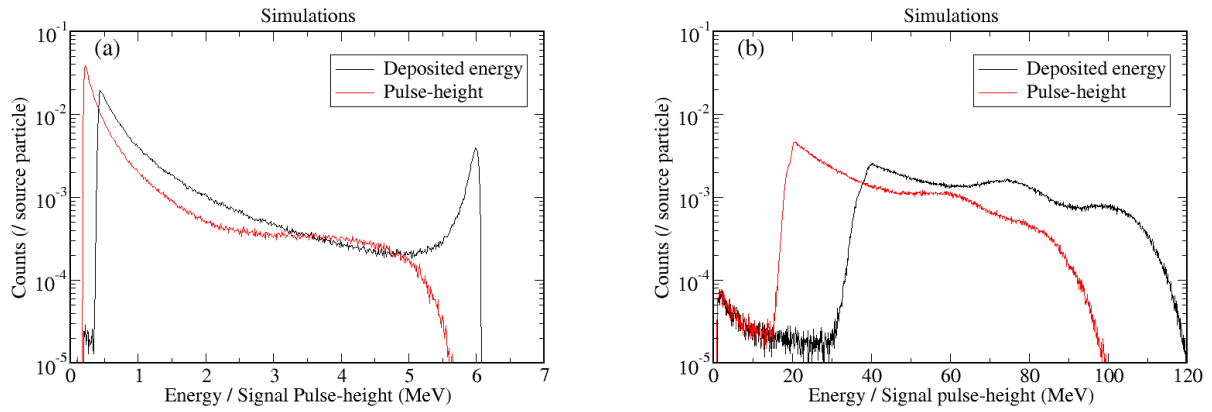 Simulations
(a)
Deposited energy
Pulse-height
10^-1
10^-2
10^-3
10^-4
10^-5
Counts (/ source particle)
0 1 2 3 4 5 6 7
Energy / Signal Pulse-height (MeV)
Simulations
(b)
Deposited energy
Pulse-height
10^-1
10^-2
10^-3
10^-4
10^-5
Counts (/ source particle)
0 20 40 60 80 100 120
Energy / Signal pulse-height (MeV)